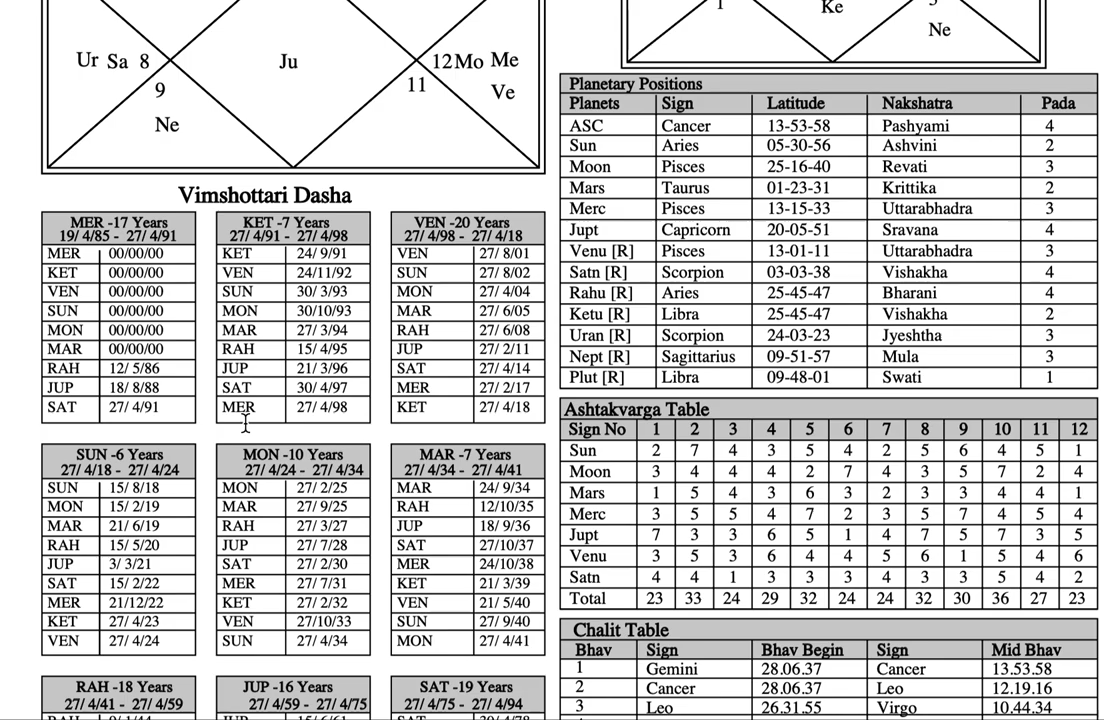 1
Ke
5
Ne
Ur Sa 8
Ju
12Mo Me
9
11
Ve
Ne
Vimshottari Dasha
MER -17 Years
19/ 4/85 - 27/ 4/91
MER 00/00/00
KET 00/00/00
VEN 00/00/00
SUN 00/00/00
MON 00/00/00
MAR 00/00/00
RAH 12/ 5/86
JUP 18/ 8/88
SAT 27/ 4/91
KET -7 Years
27/ 4/91 - 27/ 4/98
KET 24/ 9/91
VEN 24/11/92
SUN 30/ 3/93
MON 30/10/93
MAR 27/ 3/94
RAH 15/ 4/95
JUP 21/ 3/96
SAT 30/ 4/97
MER 27/ 4/98
VEN -20 Years
27/ 4/98 - 27/ 4/18
VEN 27/ 8/01
SUN 27/ 8/02
MON 27/ 4/04
MAR 27/ 6/05
RAH 27/ 6/08
JUP 27/ 2/11
SAT 27/ 4/14
MER 27/ 2/17
KET 27/ 4/18
SUN -6 Years
27/ 4/18 - 27/ 4/24
SUN 15/ 8/18
MON 15/ 2/19
MAR 21/ 6/19
RAH 15/ 5/20
JUP 3/ 3/21
SAT 15/ 2/22
MER 21/12/22
KET 27/ 4/23
VEN 27/ 4/24
MON -10 Years
27/ 4/24 - 27/ 4/34
MON 27/ 2/25
MAR 27/ 9/25
RAH 27/ 3/27
JUP 27/ 7/28
SAT 27/ 2/30
MER 27/ 7/31
KET 27/ 2/32
VEN 27/10/33
SUN 27/ 4/34
MAR -7 Years
27/ 4/34 - 27/ 4/41
MAR 24/ 9/34
RAH 12/10/35
JUP 18/ 9/36
SAT 27/10/37
MER 24/10/38
KET 21/ 3/39
VEN 21/ 5/40
SUN 27/ 9/40
MON 27/ 4/41
RAH -18 Years
27/ 4/41 - 27/ 4/59
JUP -16 Years
27/ 4/59 - 27/ 4/75
SAT -19 Years
27/ 4/75 - 27/ 4/94
Planetary Positions
Planets Sign Latitude Nakshatra Pada
ASC Cancer 13-53-58 Pashyami 4
Sun Aries 05-30-56 Ashvini 2
Moon Pisces 25-16-40 Revati 3
Mars Taurus 01-23-31 Krittika 2
Merc Pisces 13-15-33 Uttarabhadra 3
Jupt Capricorn 20-05-51 Sravana 4
Venu [R] Pisces 13-01-11 Uttarabhadra 3
Satn [R] Scorpion 03-03-38 Vishakha 4
Rahu [R] Aries 25-45-47 Bharani 4
Ketu [R] Libra 25-45-47 Vishakha 2
Uran [R] Scorpion 24-03-23 Jyeshtha 3
Nept [R] Sagittarius 09-51-57 Mula 3
Plut [R] Libra 09-48-01 Swati 1
Ashtakvarga Table
Sign No 1 2 3 4 5 6 7 8 9 10 11 12
Sun 2 7 4 3 5 4 2 5 6 4 5 1
Moon 3 4 4 4 2 7 4 3 5 7 2 4
Mars 1 5 4 3 6 3 2 3 3 4 4 1
Merc 3 5 5 4 7 2 3 5 7 4 5 4
Jupt 7 3 3 6 5 1 4 7 5 7 3 5
Venu 3 5 3 6 4 4 5 6 1 5 4 6
Satn 4 4 1 3 3 3 4 3 3 5 4 2
Total 23 33 24 29 32 24 24 32 30 36 27 23
Chalit Table
Bhav Sign Bhav Begin Sign Mid Bhav
1 Gemini 28.06.37 Cancer 13.53.58
2 Cancer 28.06.37 Leo 12.19.16
3 Leo 26.31.55 Virgo 10.44.34